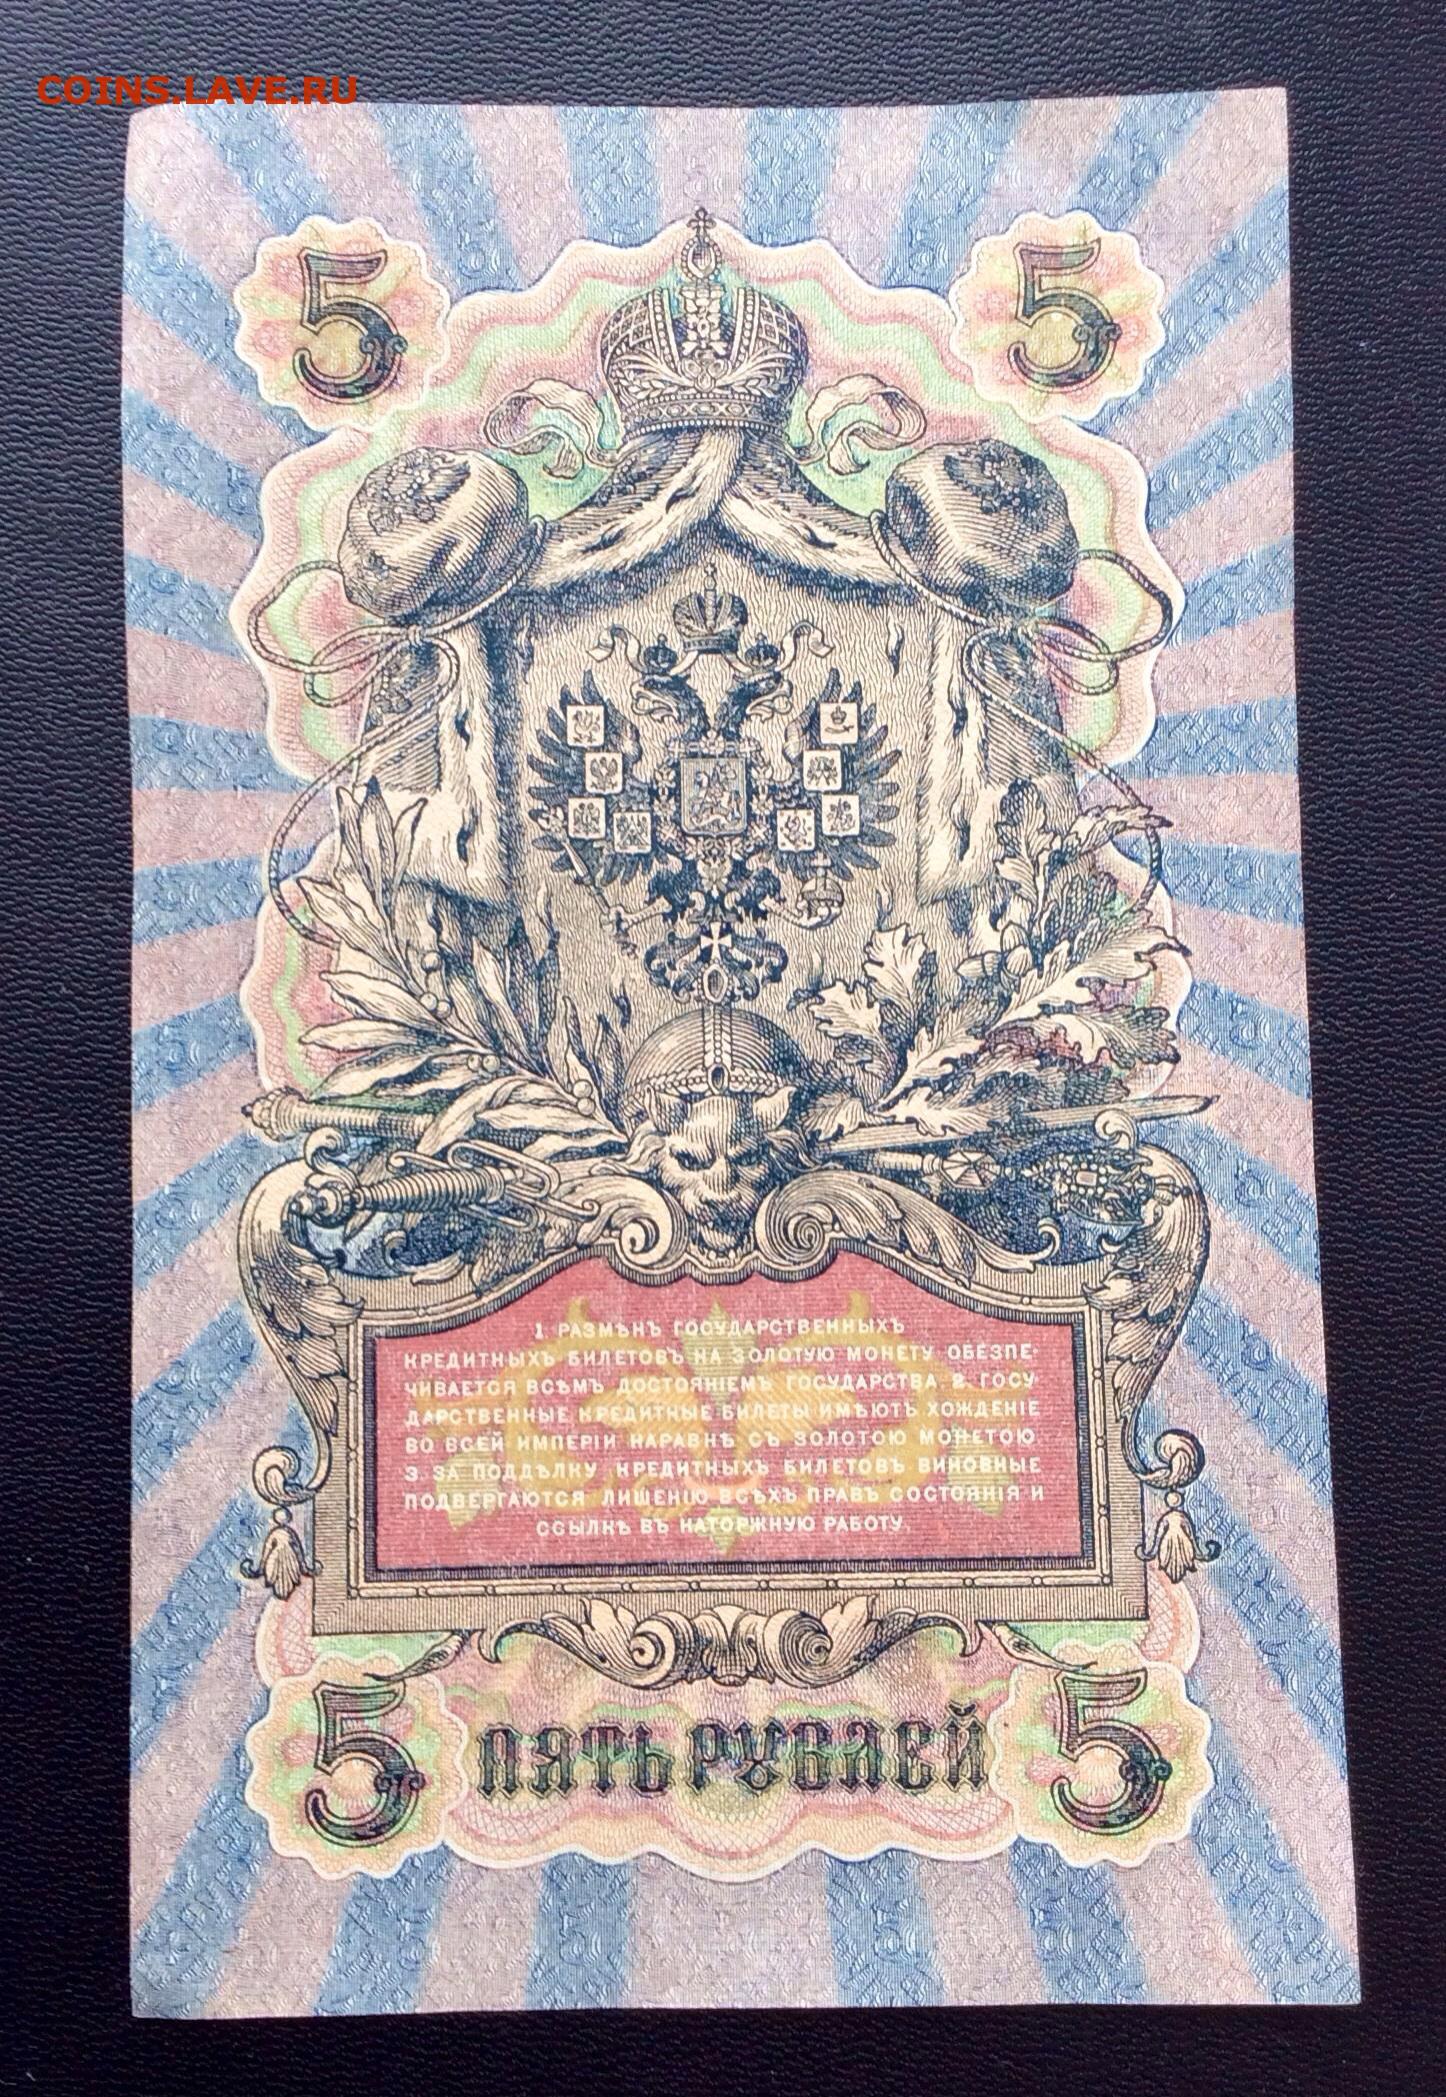 COINS.LAVE.RU
5 5
1. РАЗМѢНЪ ГОСУДАРСТВЕННЫХЪ
КРЕДИТНЫХЪ БИЛЕТОВЪ НА ЗОЛОТУЮ МОНЕТУ ОБЕЗПЕ-
ЧИВАЕТСЯ ВСѢМЪ ДОСТОЯНІЕМЪ ГОСУДАРСТВА. 2. ГОСУ-
ДАРСТВЕННЫЕ КРЕДИТНЫЕ БИЛЕТЫ ИМѢЮТЪ ХОЖДЕНІЕ
ВО ВСЕЙ ИМПЕРІИ НАРАВНѢ СЪ ЗОЛОТОЮ МОНЕТОЮ.
3. ЗА ПОДДѢЛКУ КРЕДИТНЫХЪ БИЛЕТОВЪ ВИНОВНЫЕ
ПОДВЕРГАЮТСЯ ЛИШЕНІЮ ВСѢХЪ ПРАВЪ СОСТОЯНІЯ И
ССЫЛКѢ ВЪ КАТОРЖНУЮ РАБОТУ.
5 ПЯТЬ РУБЛЕЙ 5